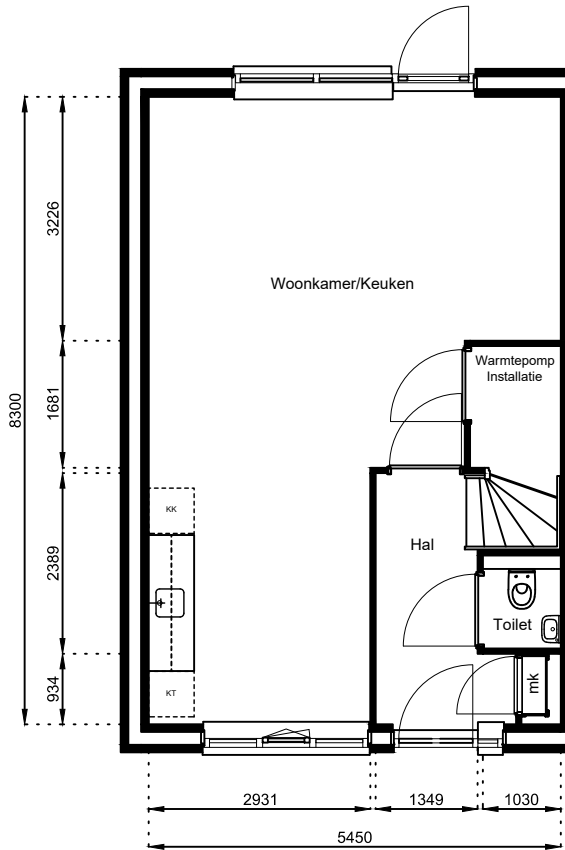 Woonkamer/Keuken
3226
Warmtepomp
Installatie
1681
8300
KK
Hal
2389
Toilet
KT
mk
934
2931
1349
1030
5450